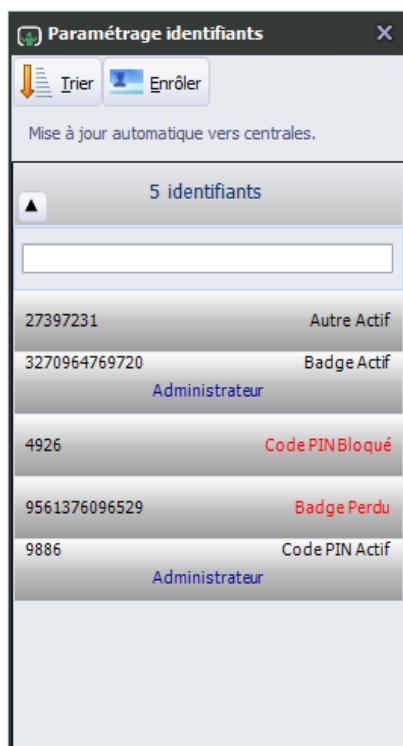 Paramétrage identifiants
Trier Enrôler
Mise à jour automatique vers centrales.
5 identifiants
27397231 Autre Actif
3270964769720 Badge Actif
Administrateur
4926 Code PIN Bloqué
9561376096529 Badge Perdu
9886 Code PIN Actif
Administrateur